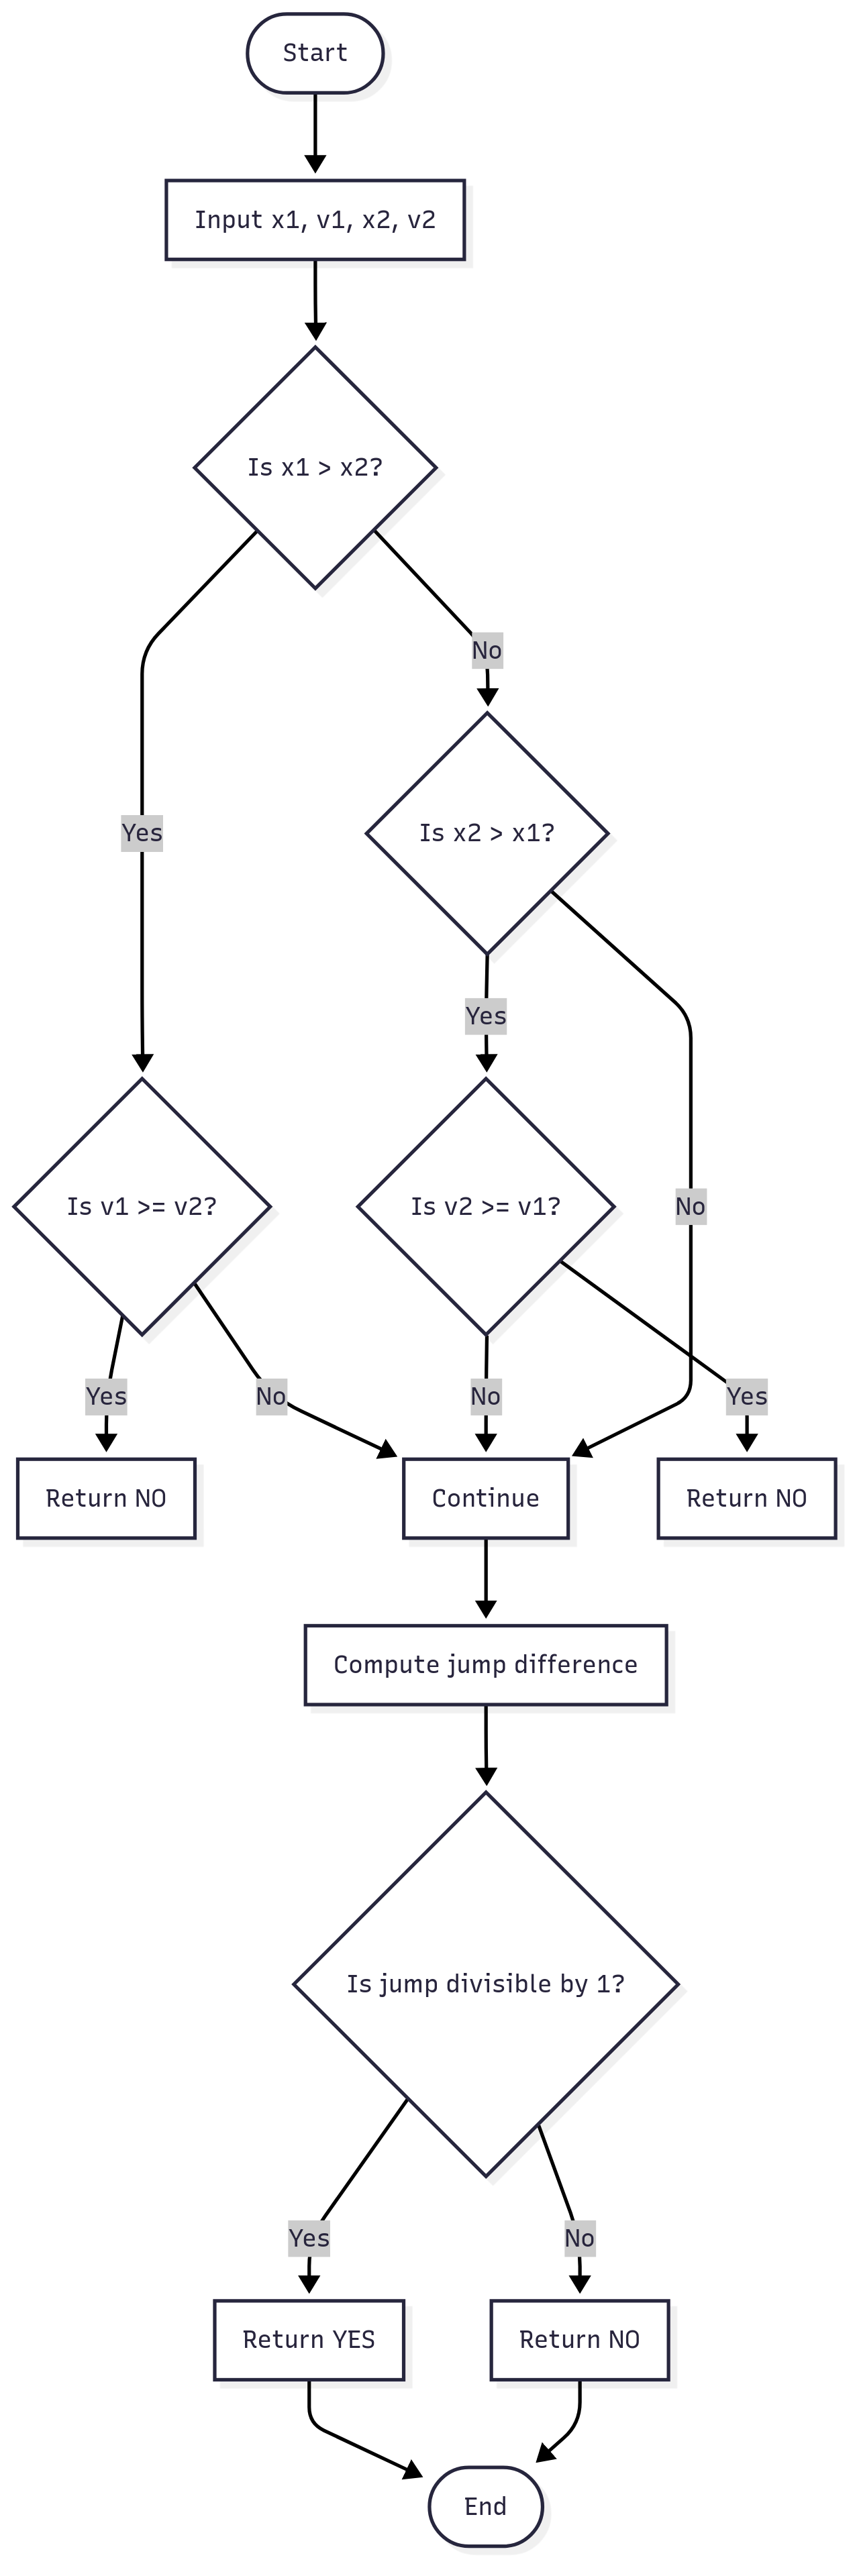 Start
Input x1, v1, x2, v2
Is x1 > x2?
No
Yes
Is x2 > x1?
Yes
Is v1 >= v2?
Is v2 >= v1?
No
Yes
No
No
Yes
Return NO
Continue
Return NO
Compute jump difference
Is jump divisible by 1?
Yes
No
Return YES
Return NO
End